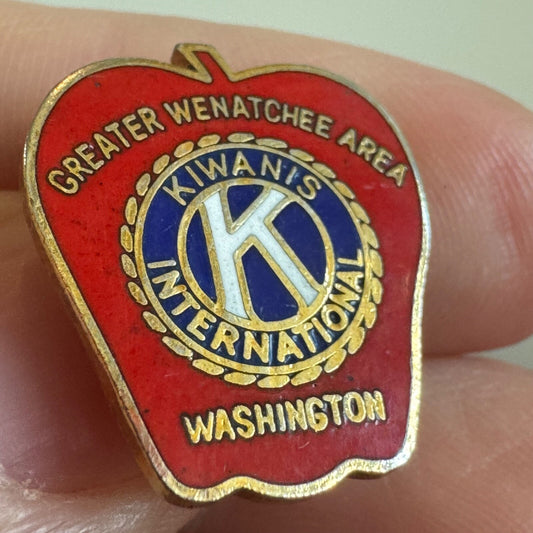 GREATER WENATCHEE AREA
KIWANIS
K
INTERNATIONAL
WASHINGTON